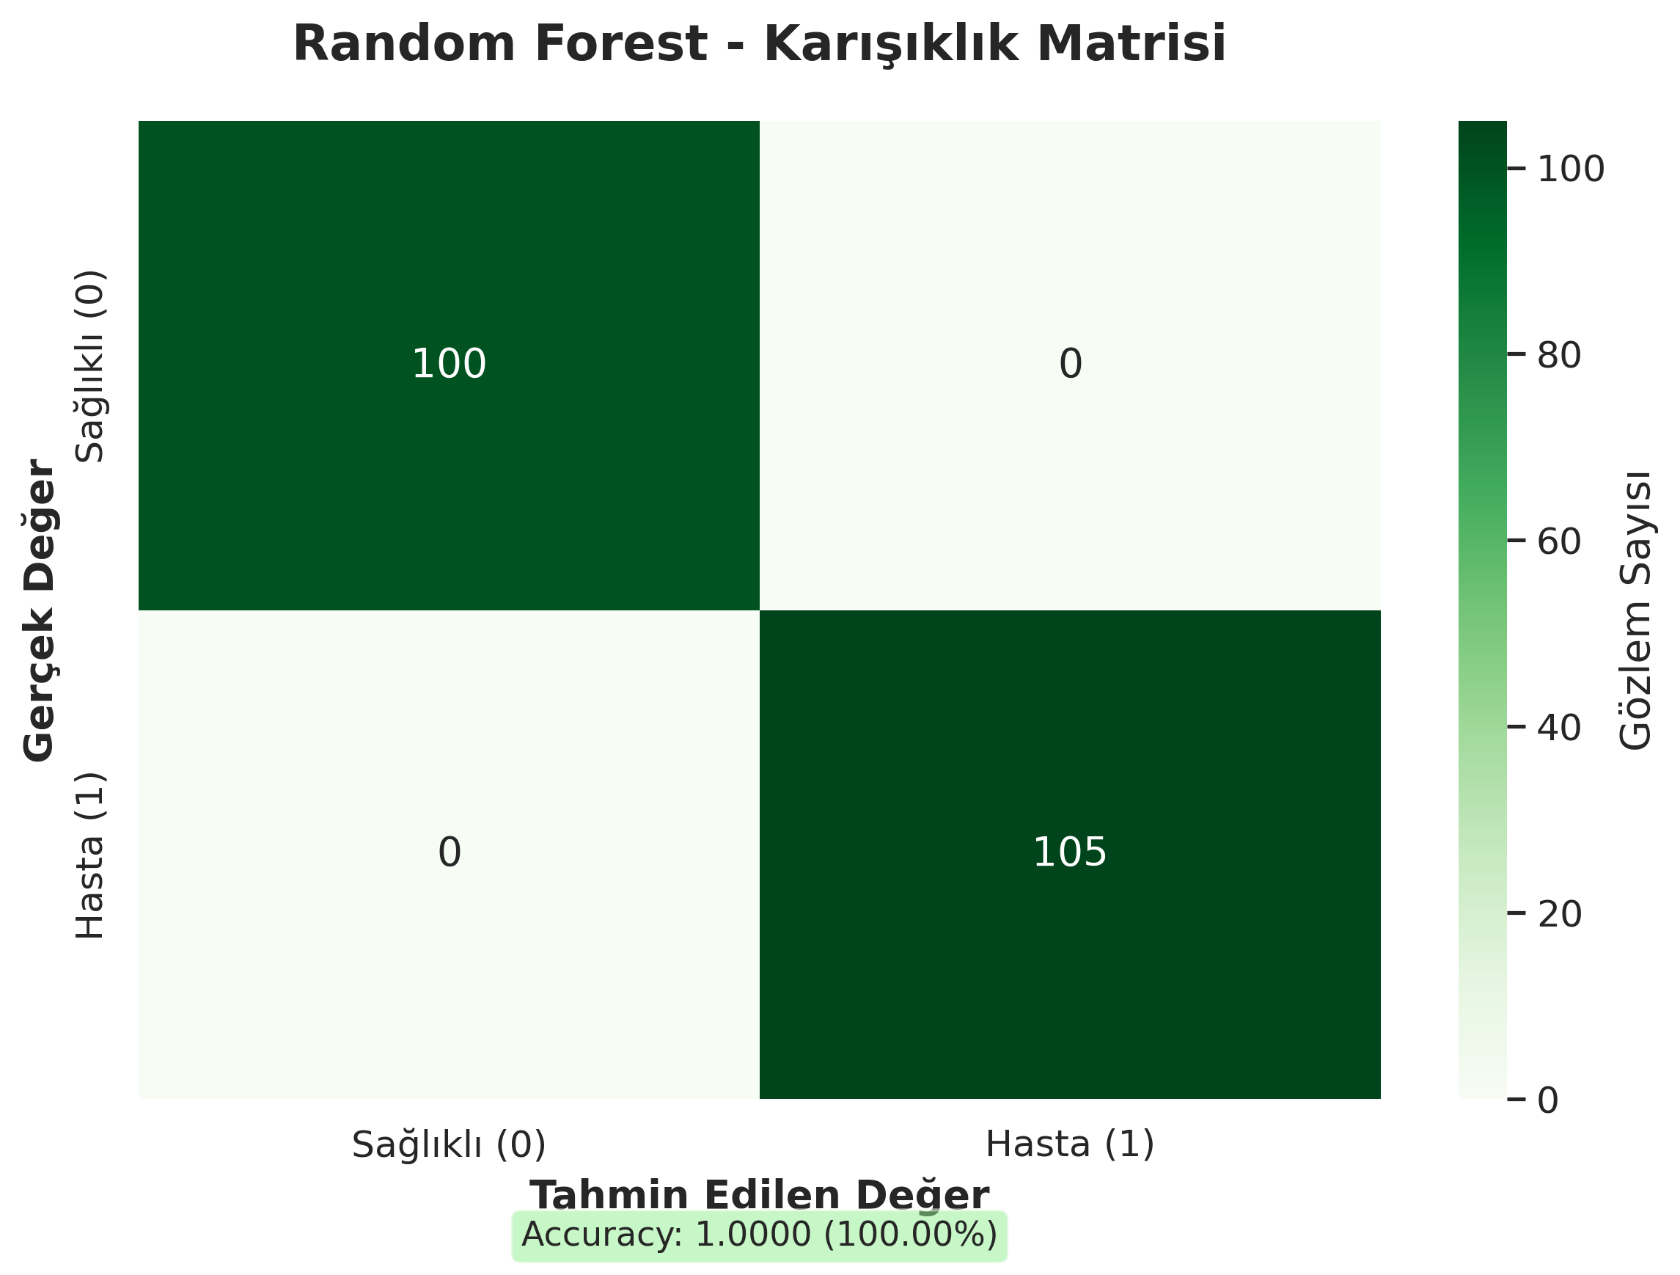 Random Forest - Karışıklık Matrisi
Gerçek Değer
Sağlıklı (0)
Hasta (1)
100
0
0
105
Sağlıklı (0)
Hasta (1)
Tahmin Edilen Değer
Accuracy: 1.0000 (100.00%)
100
80
60
40
20
0
Gözlem Sayısı